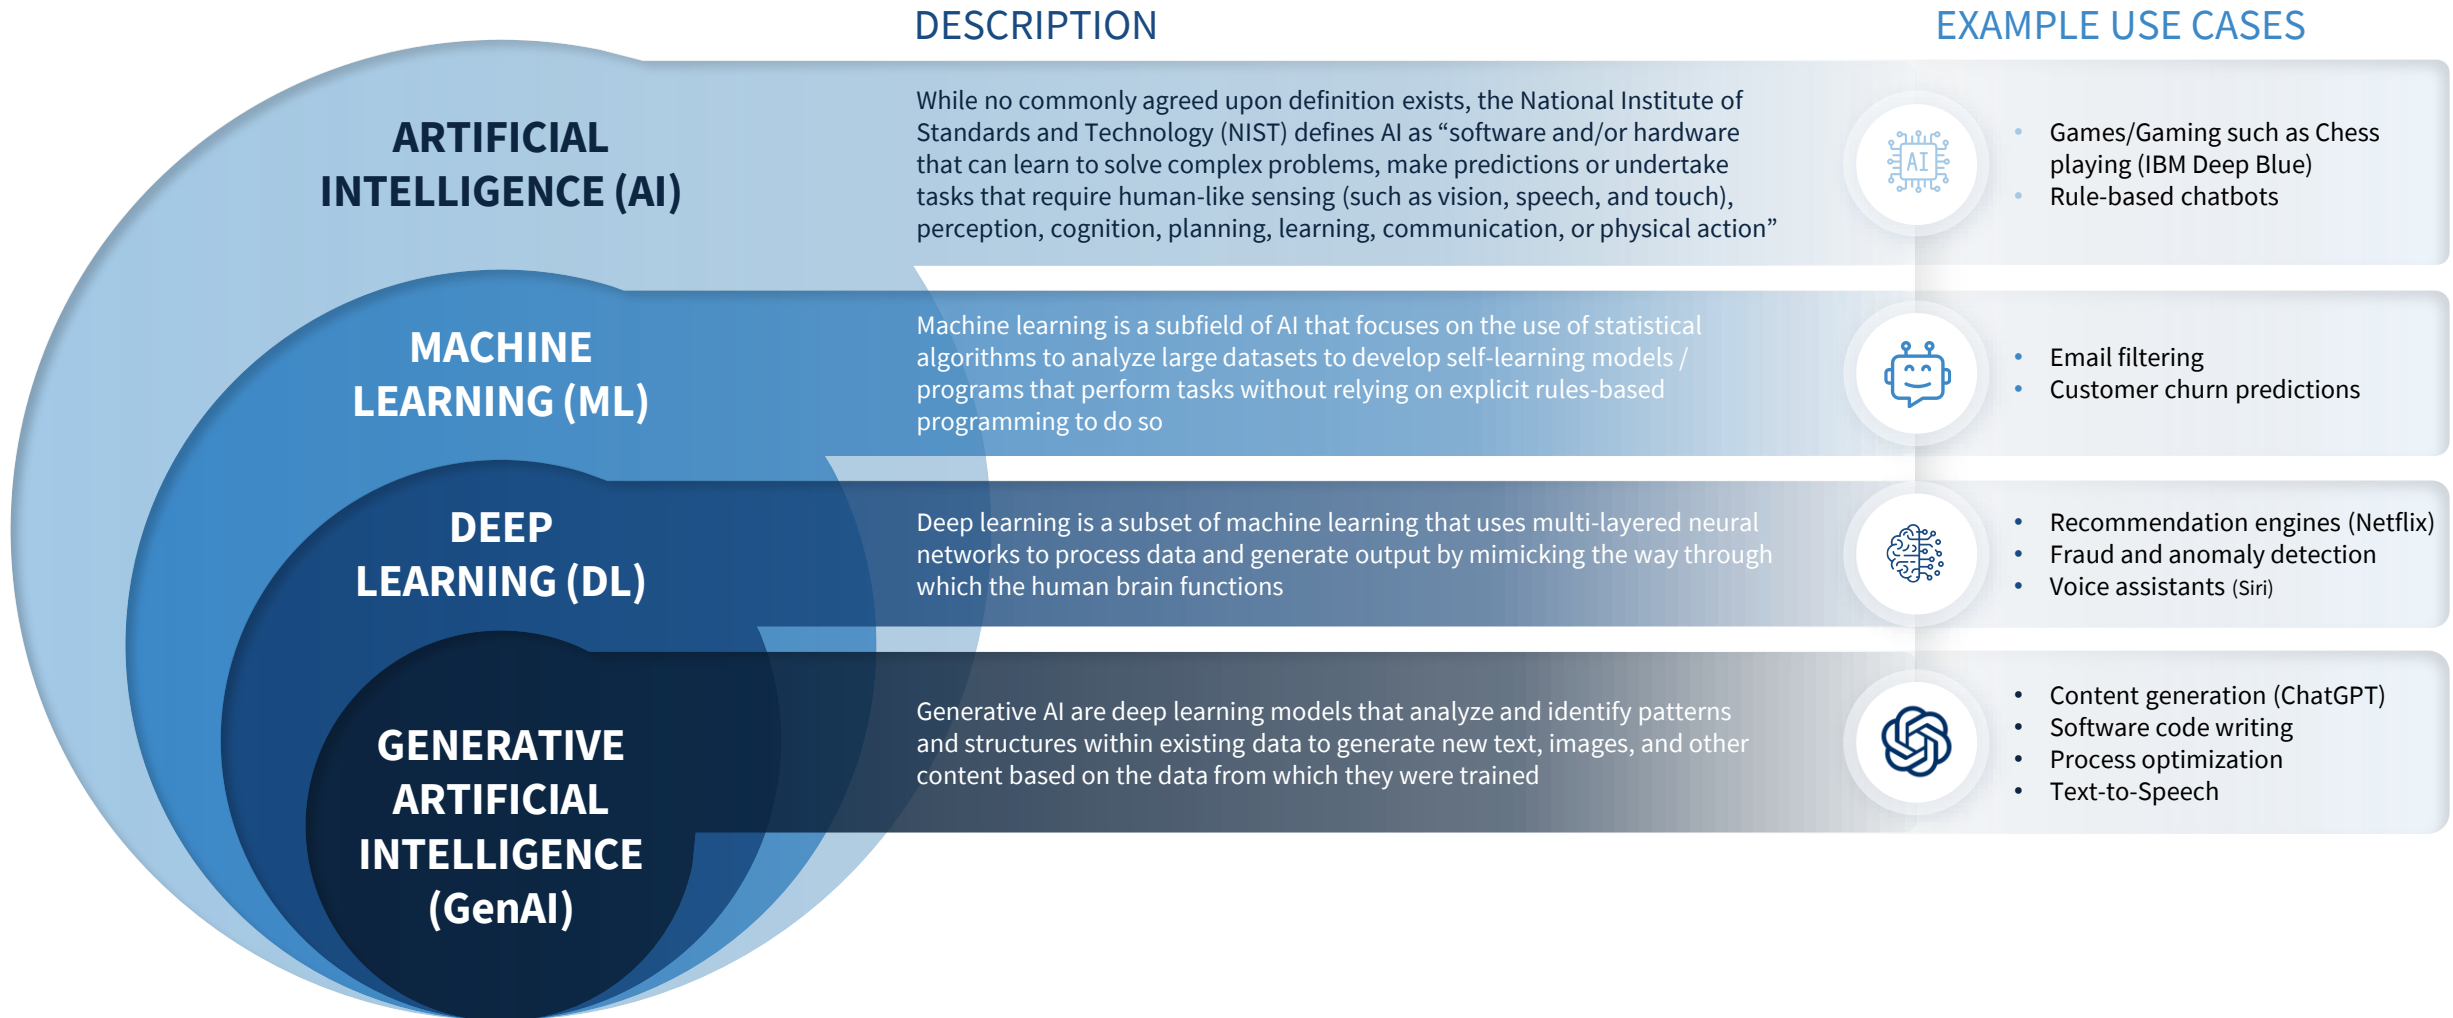 DESCRIPTION
EXAMPLE USE CASES
ARTIFICIAL
INTELLIGENCE (AI)
While no commonly agreed upon definition exists, the National Institute of
Standards and Technology (NIST) defines AI as “software and/or hardware
that can learn to solve complex problems, make predictions or undertake
tasks that require human-like sensing (such as vision, speech, and touch),
perception, cognition, planning, learning, communication, or physical action”
AI
• Games/Gaming such as Chess
playing (IBM Deep Blue)
• Rule-based chatbots
MACHINE
LEARNING (ML)
Machine learning is a subfield of AI that focuses on the use of statistical
algorithms to analyze large datasets to develop self-learning models /
programs that perform tasks without relying on explicit rules-based
programming to do so
• Email filtering
• Customer churn predictions
DEEP
LEARNING (DL)
Deep learning is a subset of machine learning that uses multi-layered neural
networks to process data and generate output by mimicking the way through
which the human brain functions
• Recommendation engines (Netflix)
• Fraud and anomaly detection
• Voice assistants (Siri)
GENERATIVE
ARTIFICIAL
INTELLIGENCE
(GenAI)
Generative AI are deep learning models that analyze and identify patterns
and structures within existing data to generate new text, images, and other
content based on the data from which they were trained
• Content generation (ChatGPT)
• Software code writing
• Process optimization
• Text-to-Speech